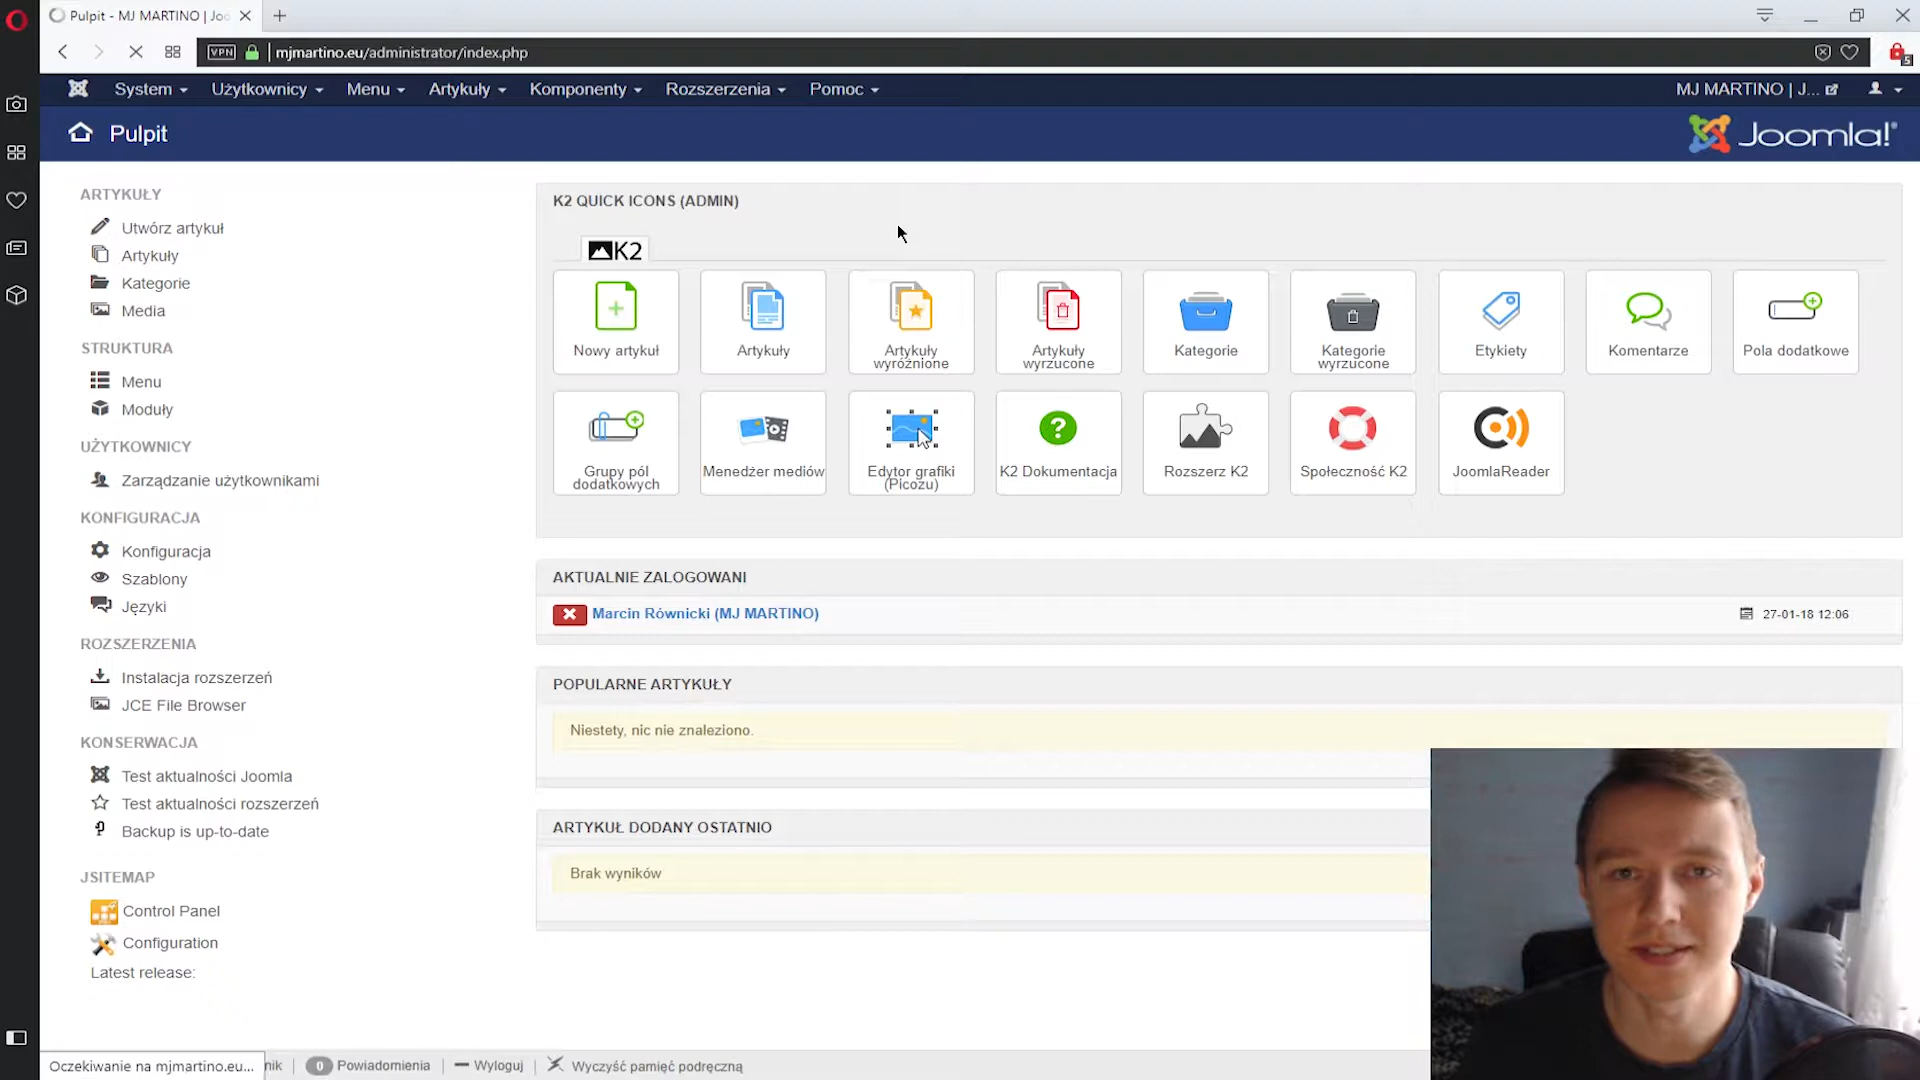 Pulpit - MJ MARTINO | Joo
VPN
mjmartino.eu/administrator/index.php
5
System
Użytkownicy
Menu
Artykuły
Komponenty
Rozszerzenia
Pomoc
MJ MARTINO | J...
Pulpit
Joomla!®
ARTYKUŁY
Utwórz artykuł
Artykuły
Kategorie
Media
STRUKTURA
Menu
Moduły
UŻYTKOWNICY
Zarządzanie użytkownikami
KONFIGURACJA
Konfiguracja
Szablony
Języki
ROZSZERZENIA
Instalacja rozszerzeń
JCE File Browser
KONSERWACJA
Test aktualności Joomla
Test aktualności rozszerzeń
Backup is up-to-date
JSITEMAP
Control Panel
Configuration
Latest release:
K2 QUICK ICONS (ADMIN)
K2
Nowy artykuł
Artykuły
Artykuły
wyróżnione
Artykuły
wyrzucone
Kategorie
Kategorie
wyrzucone
Etykiety
Komentarze
Pola dodatkowe
Grupy pól
dodatkowych
Menedżer mediów
Edytor grafiki
(Picozu)
K2 Dokumentacja
Rozszerz K2
Społeczność K2
JoomlaReader
AKTUALNIE ZALOGOWANI
Marcin Równicki (MJ MARTINO)
27-01-18 12:06
POPULARNE ARTYKUŁY
Niestety, nic nie znaleziono.
ARTYKUŁ DODANY OSTATNIO
Brak wyników
Oczekiwanie na mjmartino.eu...
nik
0
Powiadomienia
Wyloguj
Wyczyść pamięć podręczną